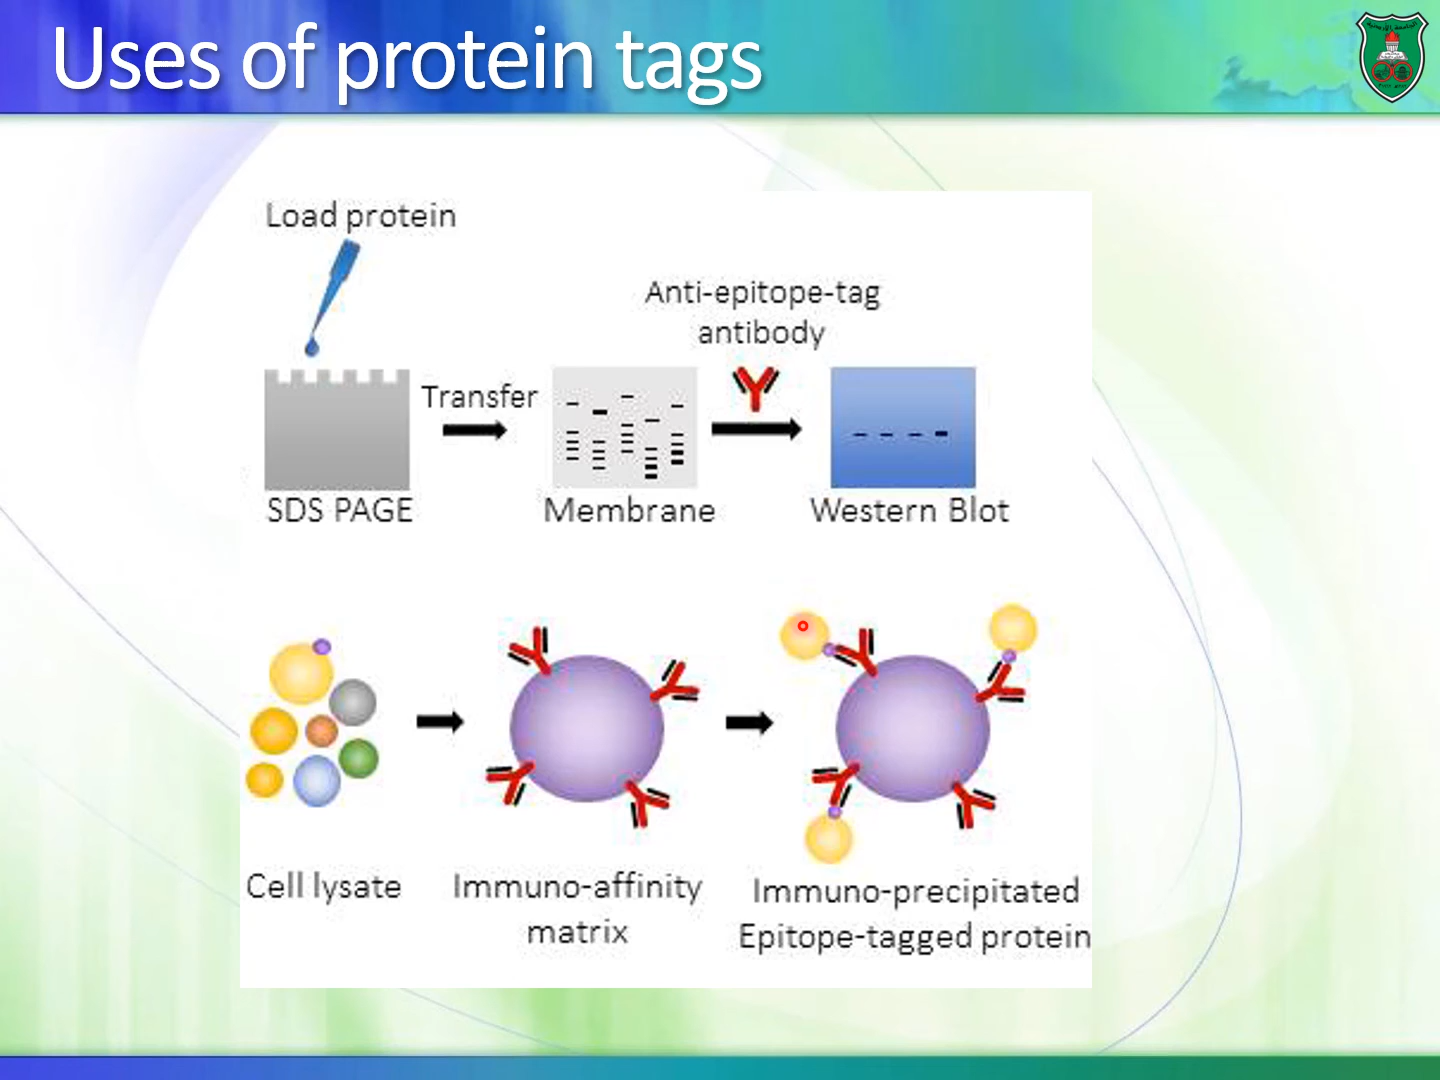 Uses of protein tags
Load protein
Anti-epitope-tag
antibody
Transfer
SDS PAGE
Membrane
Western Blot
Cell lysate
Immuno-affinity
matrix
Immuno-precipitated
Epitope-tagged protein